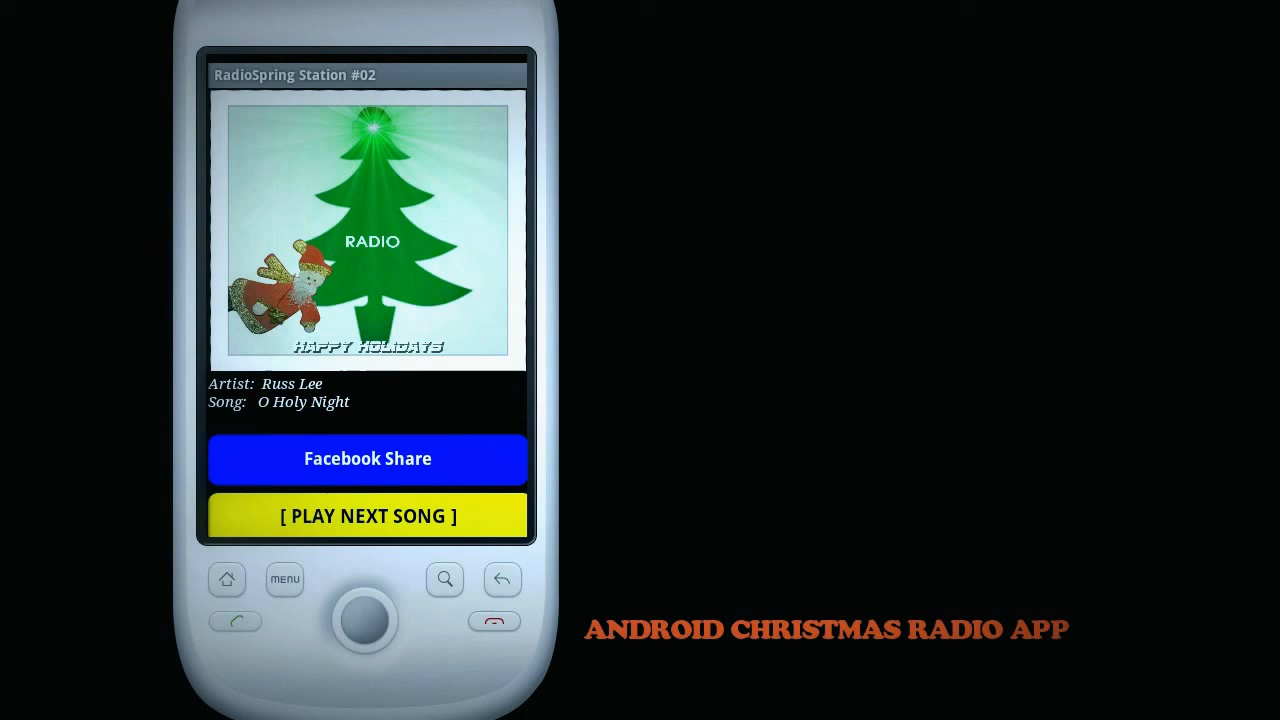 RadioSpring Station #02
RADIO
HAPPY HOLIDAYS
Artist: Russ Lee
Song: O Holy Night
Facebook Share
[ PLAY NEXT SONG ]
MENU
ANDROID CHRISTMAS RADIO APP